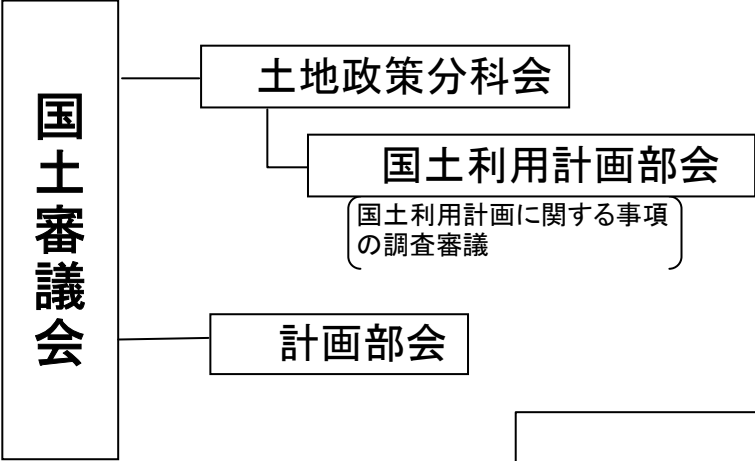 国土審議会
土地政策分科会
国土利用計画部会
国土利用計画に関する事項
の調査審議
計画部会